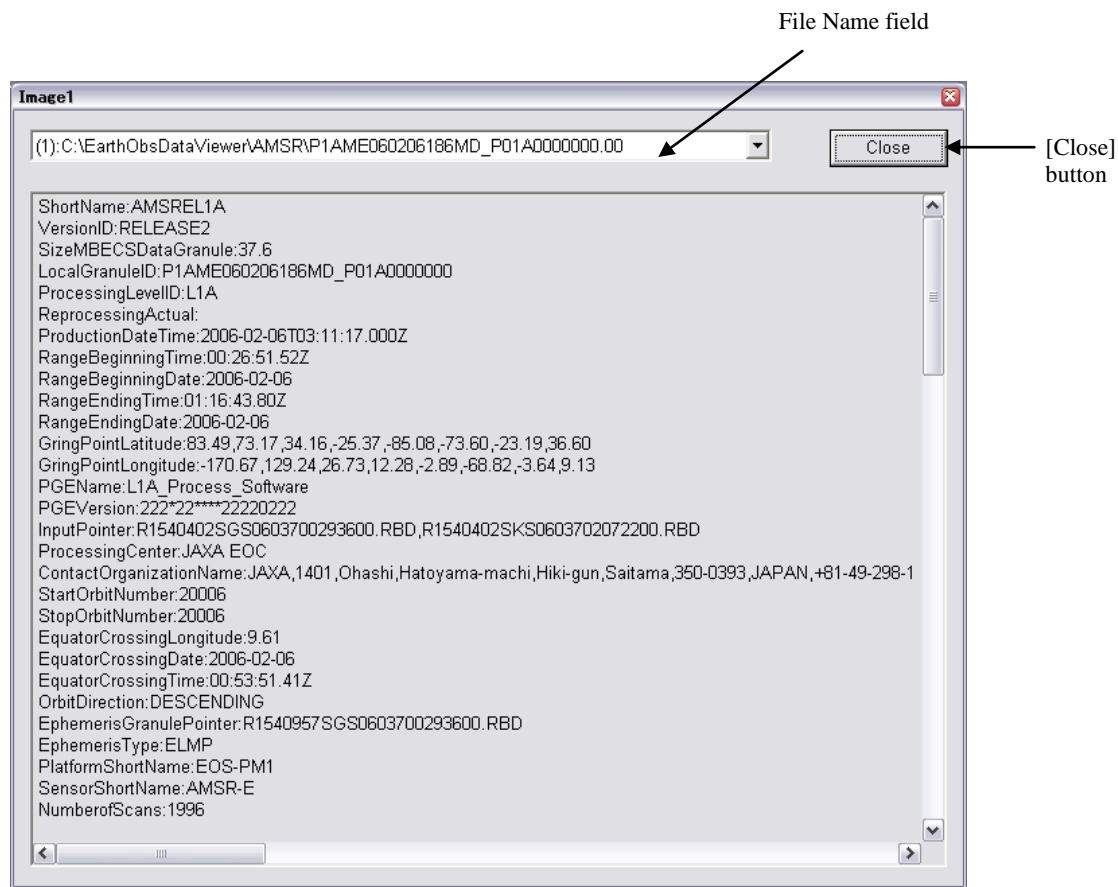 File Name field
Image1
(1):C:\EarthObsDataViewer\AMSR\P1AME060206186MD_P01A0000000.00
Close
[Close]
button
ShortName:AMSREL1A
VersionID:RELEASE2
SizeMBECSDataGranule:37.6
LocalGranuleID:P1AME060206186MD_P01A0000000
ProcessingLevelID:L1A
ReprocessingActual:
ProductionDateTime:2006-02-06T03:11:17.000Z
RangeBeginningTime:00:26:51.52Z
RangeBeginningDate:2006-02-06
RangeEndingTime:01:16:43.80Z
RangeEndingDate:2006-02-06
GringPointLatitude:83.49,73.17,34.16,-25.37,-85.08,-73.60,-23.19,36.60
GringPointLongitude:-170.67,129.24,26.73,12.28,-2.89,-68.82,-3.64,9.13
PGEName:L1A_Process_Software
PGEVersion:222*22****22220222
InputPointer:R1540402SGS0603700293600.RBD,R1540402SKS0603702072200.RBD
ProcessingCenter:JAXA EOC
ContactOrganizationName:JAXA,1401,Ohashi,Hatoyama-machi,Hiki-gun,Saitama,350-0393,JAPAN,+81-49-298-1
StartOrbitNumber:20006
StopOrbitNumber:20006
EquatorCrossingLongitude:9.61
EquatorCrossingDate:2006-02-06
EquatorCrossingTime:00:53:51.41Z
OrbitDirection:DESCENDING
EphemerisGranulePointer:R1540957SGS0603700293600.RBD
EphemerisType:ELMP
PlatformShortName:EOS-PM1
SensorShortName:AMSR-E
NumberofScans:1996